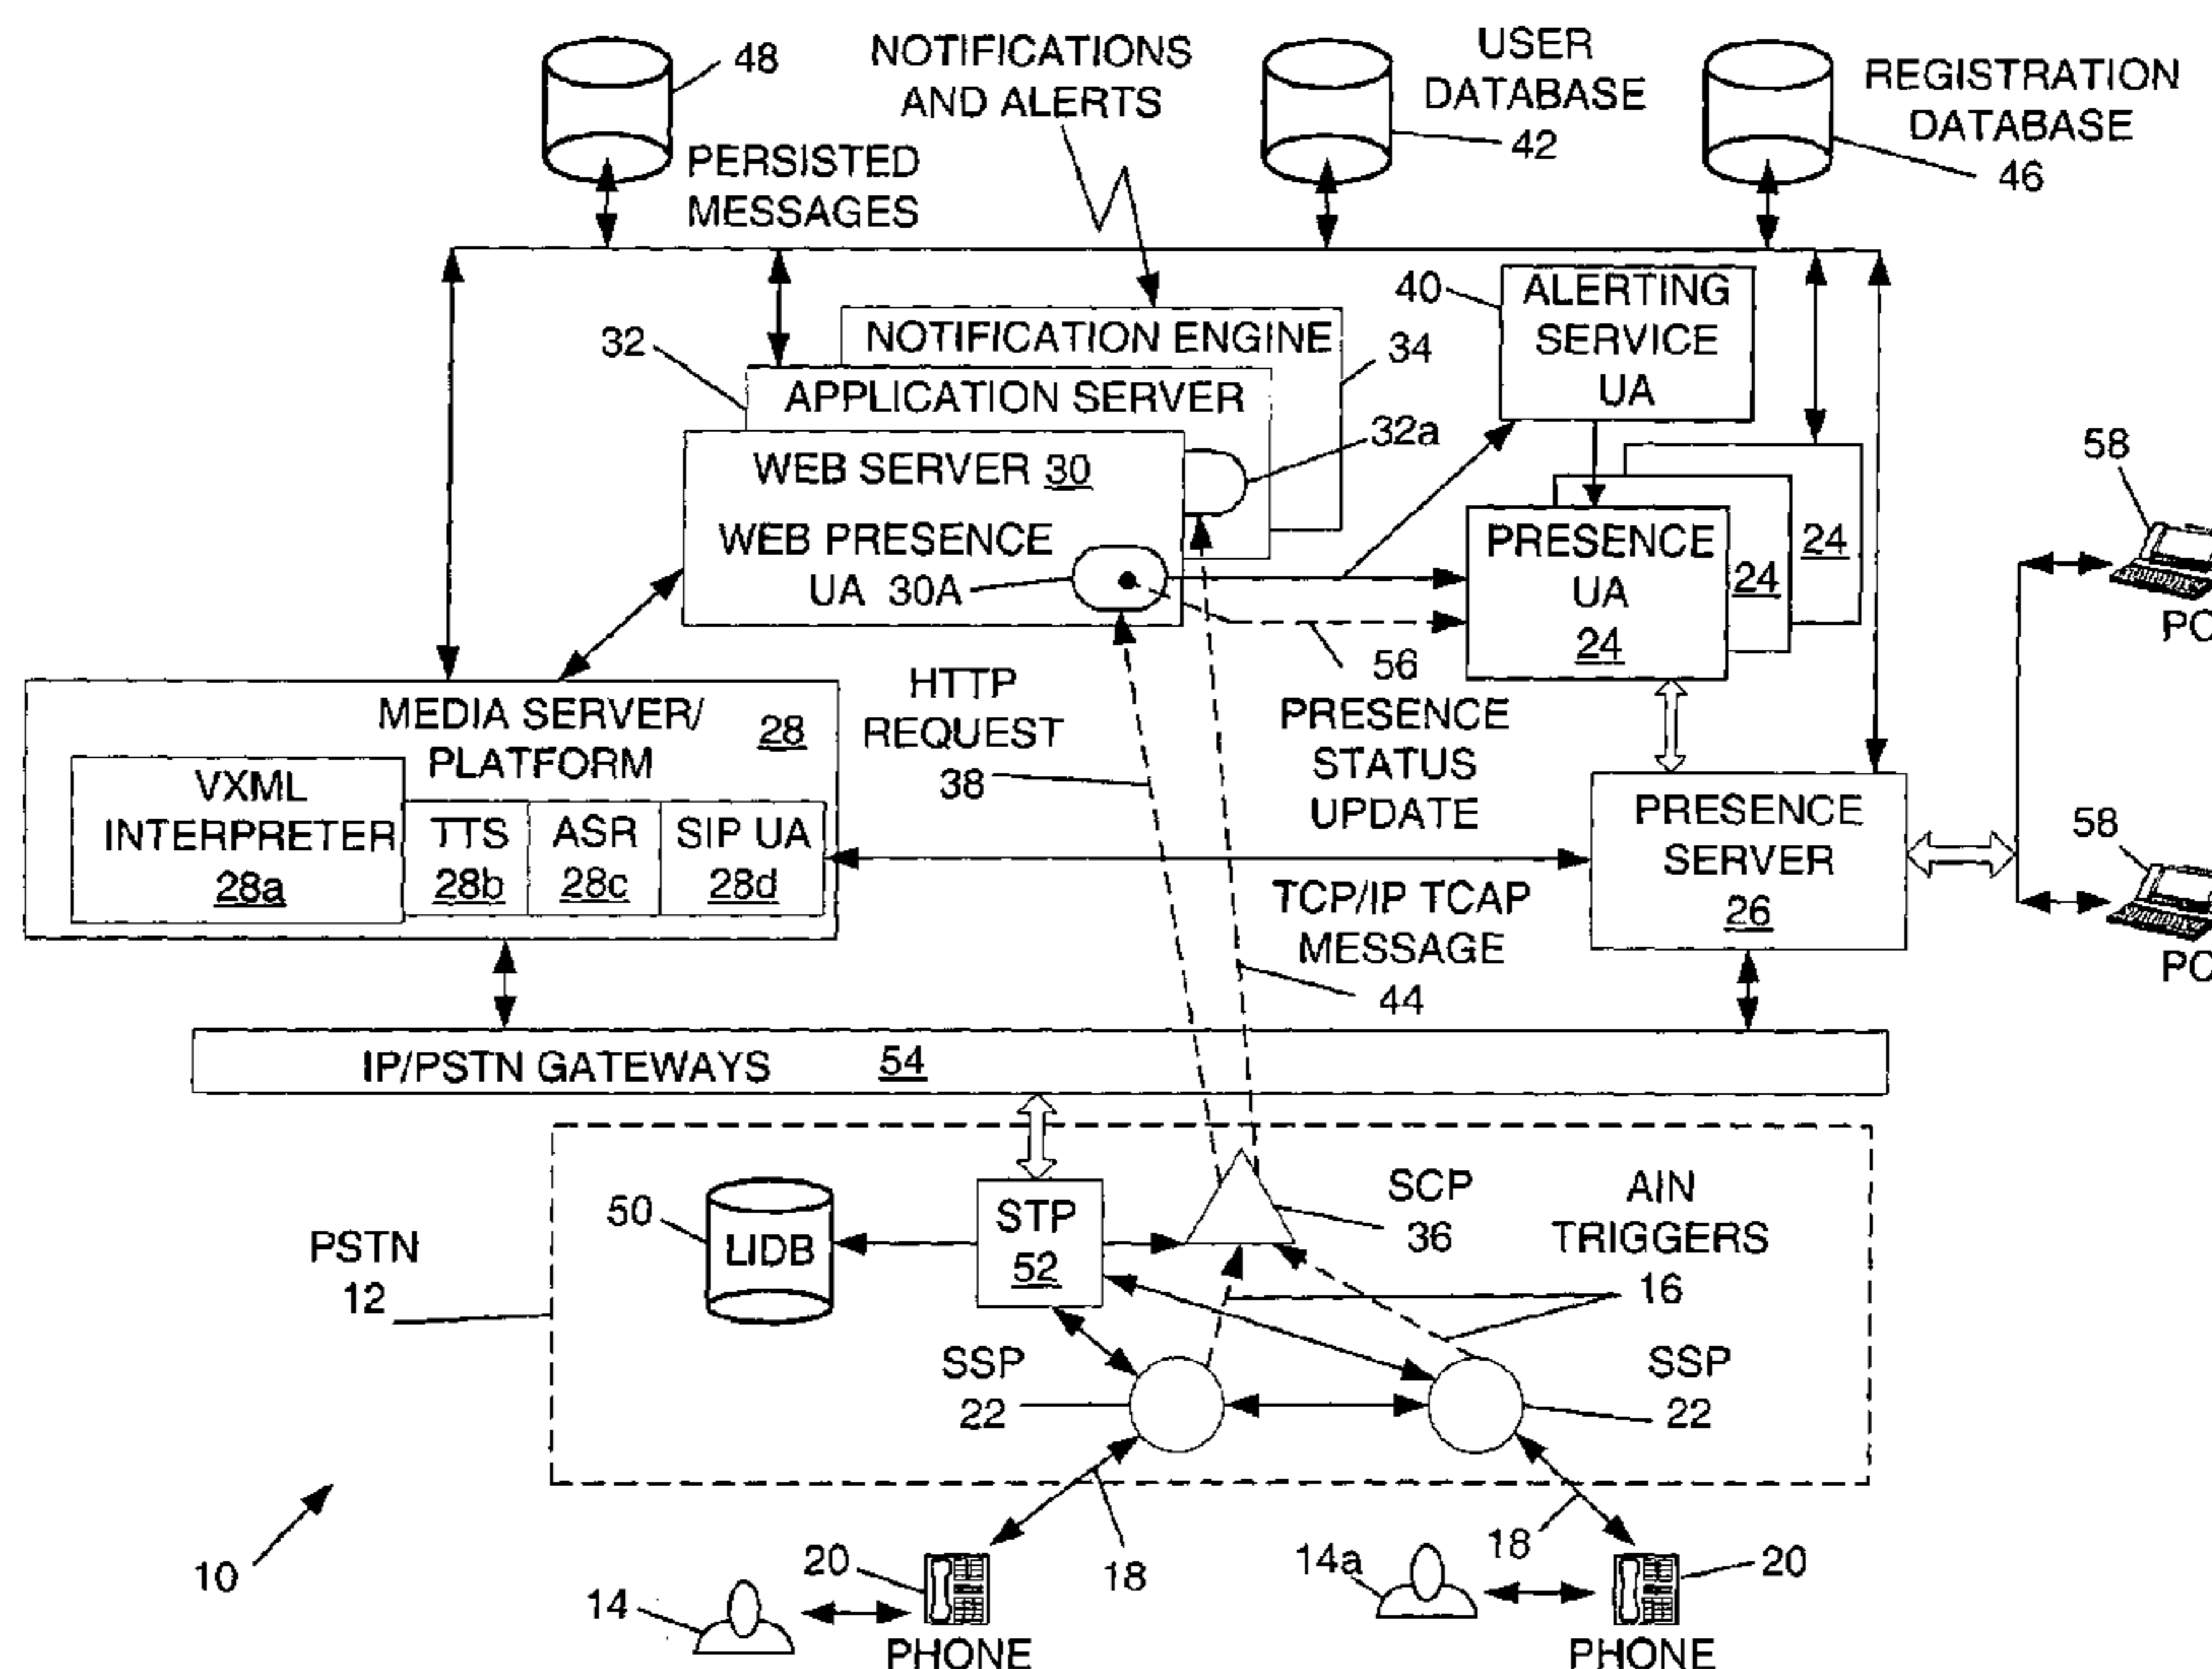 48
NOTIFICATIONS
AND ALERTS
USER
DATABASE
42
REGISTRATION
DATABASE
46
PERSISTED
MESSAGES
40
ALERTING
SERVICE
UA
32
NOTIFICATION ENGINE
34
APPLICATION SERVER
32a
WEB SERVER 30
WEB PRESENCE
UA 30A
PRESENCE
UA
24
24
24
58
PC
56
PRESENCE
STATUS
UPDATE
HTTP
REQUEST
38
MEDIA SERVER/
PLATFORM
28
VXML
INTERPRETER
28a
TTS
28b
ASR
28c
SIP UA
28d
PRESENCE
SERVER
26
58
PC
TCP/IP TCAP
MESSAGE
44
IP/PSTN GATEWAYS 54
PSTN
12
50
LIDB
STP
52
SCP
36
AIN
TRIGGERS
16
SSP
22
SSP
22
10
14
20
PHONE
18
14a
18
20
PHONE